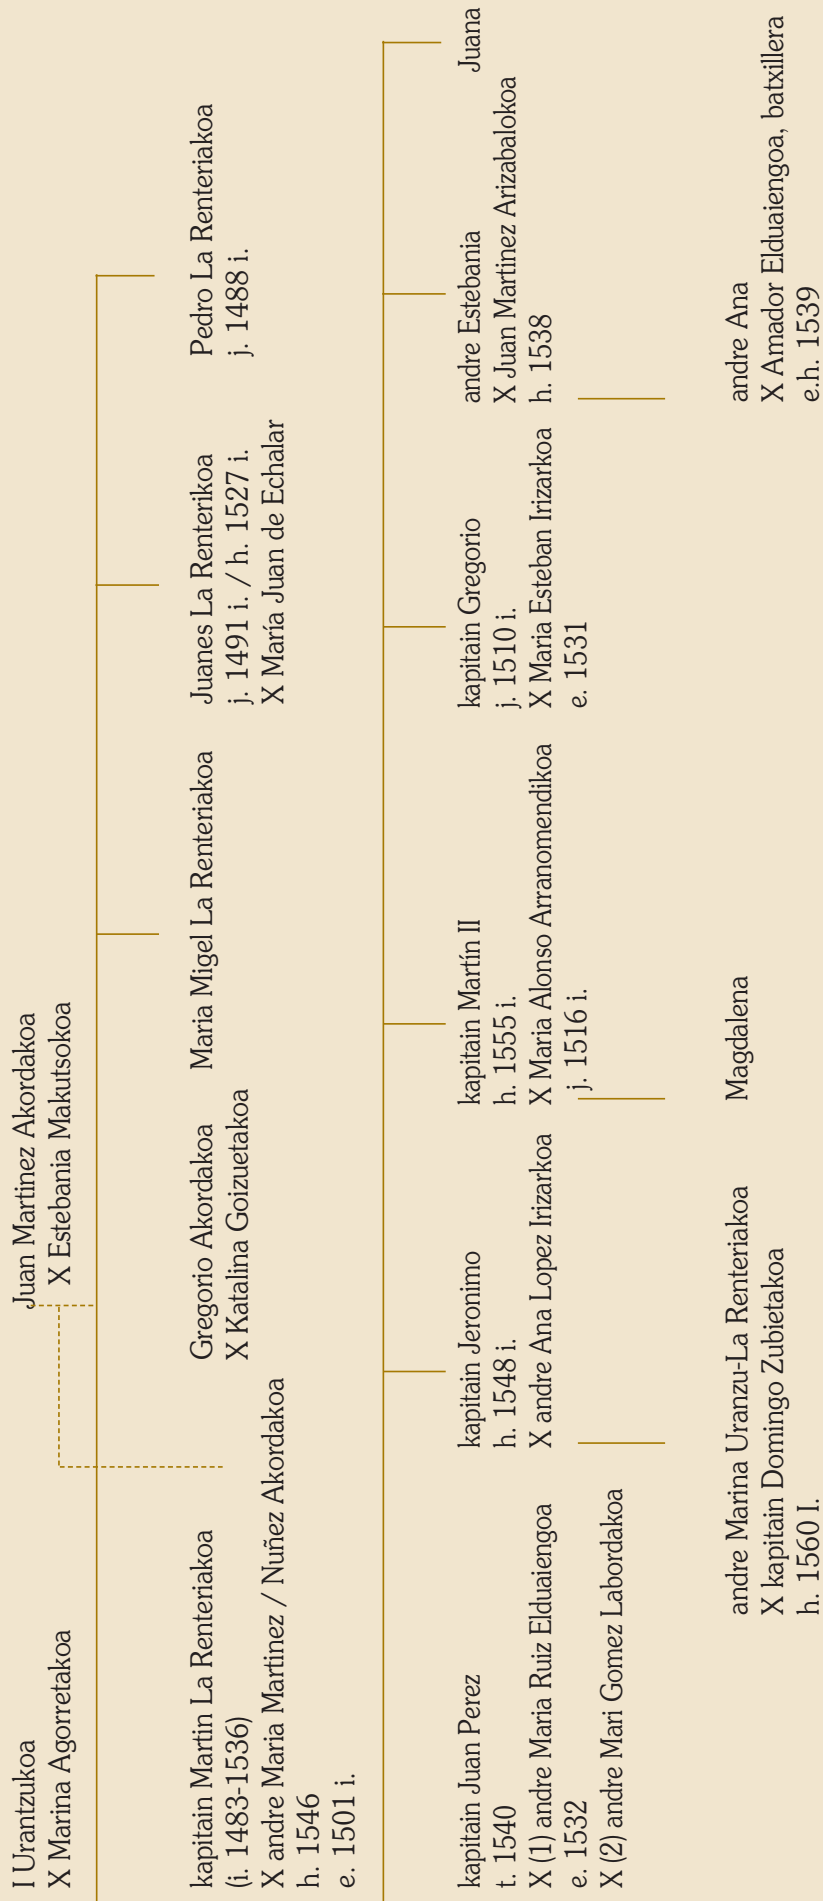 I Urantzukoa
X Marina Agorretakoa
Juan Martinez Akordakoa
X Estebania Makutsokoa
kapitain Martin La Renteriakoa
(i. 1483-1536)
X andre Maria Martinez / Nuñez Akordakoa
h. 1546
e. 1501 i.
Gregorio Akordakoa
X Katalina Goizuetakoa
Maria Migel La Renteriakoa
Juanes La Renterikoa
j. 1491 i. / h. 1527 i.
X María Juan de Echalar
Pedro La Renteriakoa
j. 1488 i.
kapitain Juan Perez
t. 1540
X (1) andre Maria Ruiz Elduaiengoa
e. 1532
X (2) andre Mari Gomez Labordakoa
kapitain Jeronimo
h. 1548 i.
X andre Ana Lopez Irizarkoa
kapitain Martín II
h. 1555 i.
X Maria Alonso Arranomendikoa
j. 1516 i.
kapitain Gregorio
j. 1510 i.
X Maria Esteban Irizarkoa
e. 1531
andre Estebania
X Juan Martinez Arizabalokoa
h. 1538
Juana
andre Marina Uranzu-La Renteriakoa
X kapitain Domingo Zubietakoa
h. 1560 I.
Magdalena
andre Ana
X Amador Elduaiengoa, batxillera
e.h. 1539